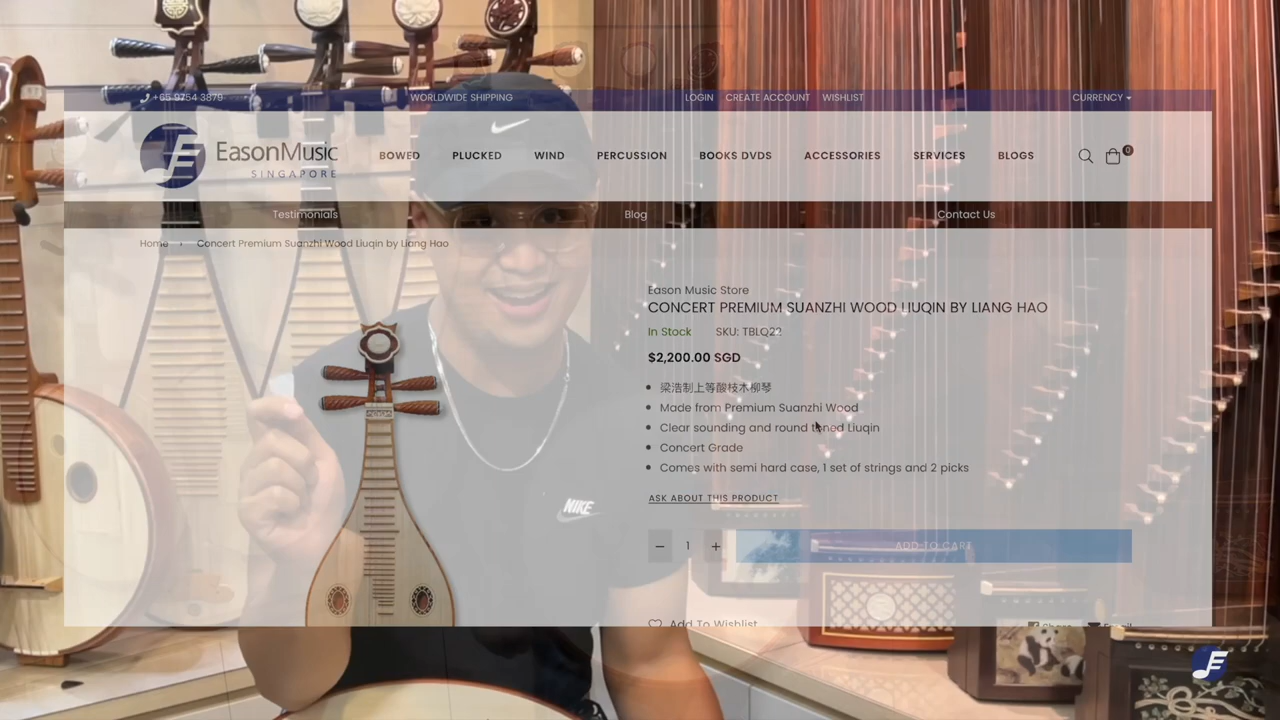 +65 9754 3879
WORLDWIDE SHIPPING
LOGIN CREATE ACCOUNT WISHLIST
CURRENCY
EasonMusic
SINGAPORE
BOWED PLUCKED WIND PERCUSSION BOOKS DVDS ACCESSORIES SERVICES BLOGS
0
Testimonials Blog Contact Us
Home › Concert Premium Suanzhi Wood Liuqin by Liang Hao
Eason Music Store
CONCERT PREMIUM SUANZHI WOOD LIUQIN BY LIANG HAO
In Stock SKU: TBLQ22
$2,200.00 SGD
梁浩制上等酸枝木柳琴
Made from Premium Suanzhi Wood
Clear sounding and round toned Liuqin
Concert Grade
Comes with semi hard case, 1 set of strings and 2 picks
ASK ABOUT THIS PRODUCT
− 1 +
ADD TO CART
Add To Wishlist
Share
Email
NIKE